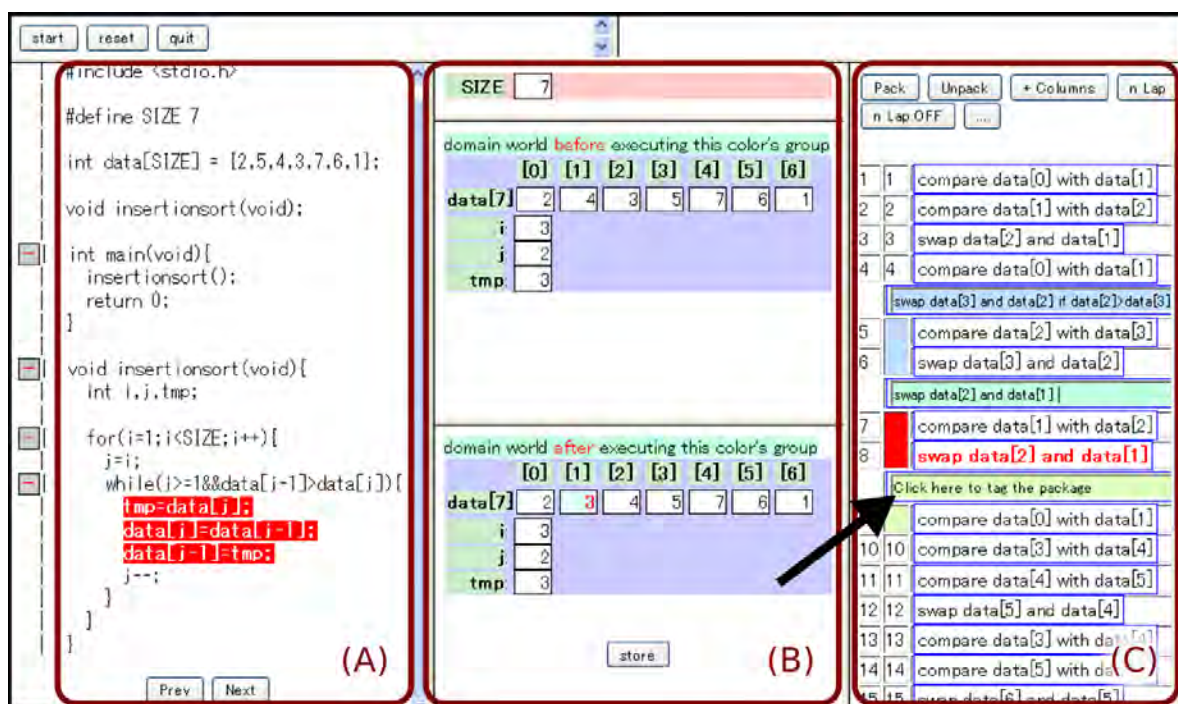 start reset quit
#include <stdio.h>
#define SIZE 7
int data[SIZE] = [2,5,4,3,7,6,1];
void insertionsort(void);
int main(void){
insertionsort();
return 0;
}
void insertionsort(void){
int i,j,tmp;
for(i=1;i<SIZE;i++){
j=i;
while(j>=1&&data[j-1]>data[j]){
tmp=data[j];
data[j]=data[j-1];
data[j-1]=tmp;
j--;
}
}
}
(A)
Prev Next
SIZE 7
domain world before executing this color's group
[0] [1] [2] [3] [4] [5] [6]
data[7] 2 4 3 5 7 6 1
i 3
j 2
tmp 3
domain world after executing this color's group
[0] [1] [2] [3] [4] [5] [6]
data[7] 2 3 4 5 7 6 1
i 3
j 2
tmp 3
store
(B)
Pack Unpack + Columns n Lap
n Lap OFF ....
1 1 compare data[0] with data[1]
2 2 compare data[1] with data[2]
3 3 swap data[2] and data[1]
4 4 compare data[0] with data[1]
swap data[3] and data[2] if data[2]>data[3]
5 compare data[2] with data[3]
6 swap data[3] and data[2]
swap data[2] and data[1]
7 compare data[1] with data[2]
8 swap data[2] and data[1]
Click here to tag the package
compare data[0] with data[1]
10 10 compare data[3] with data[4]
11 11 compare data[4] with data[5]
12 12 swap data[5] and data[4]
13 13 compare data[3] with data[4]
14 14 compare data[5] with
15 15 swap data[6] and data[5]
(C)